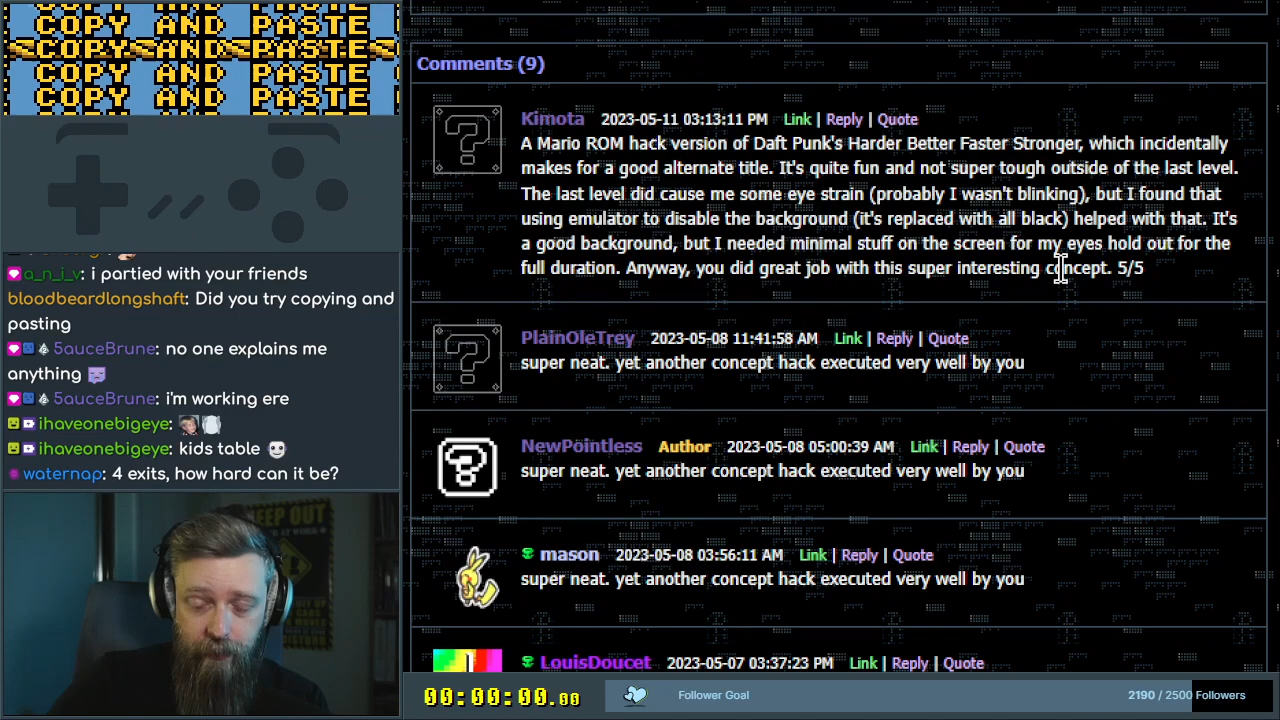 COPY AND PASTE
COPY AND PASTE
COPY AND PASTE
COPY AND PASTE
a_n_i_v: i partied with your friends
bloodbeardlongshaft: Did you try copying and
pasting
5auceBrune: no one explains me
anything
5auceBrune: i'm working ere
ihaveonebigeye:
ihaveonebigeye: kids table
waternap: 4 exits, how hard can it be?
Comments (9)
Kimota 2023-05-11 03:13:11 PM Link | Reply | Quote
A Mario ROM hack version of Daft Punk's Harder Better Faster Stronger, which incidentally
makes for a good alternate title. It's quite fun and not super tough outside of the last level.
The last level did cause me some eye strain (probably I wasn't blinking), but I found that
using emulator to disable the background (it's replaced with all black) helped with that. It's
a good background, but I needed minimal stuff on the screen for my eyes hold out for the
full duration. Anyway, you did great job with this super interesting concept. 5/5
PlainOleTrey 2023-05-08 11:41:58 AM Link | Reply | Quote
super neat. yet another concept hack executed very well by you
NewPointless Author 2023-05-08 05:00:39 AM Link | Reply | Quote
super neat. yet another concept hack executed very well by you
mason 2023-05-08 03:56:11 AM Link | Reply | Quote
super neat. yet another concept hack executed very well by you
LouisDoucet 2023-05-07 03:37:23 PM Link | Reply | Quote
00:00:00.00
Follower Goal
2190 / 2500 Followers